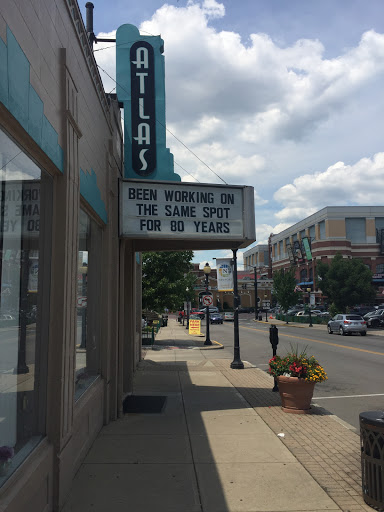 ATLAS
BEEN WORKING ON
THE SAME SPOT
FOR 80 YEARS